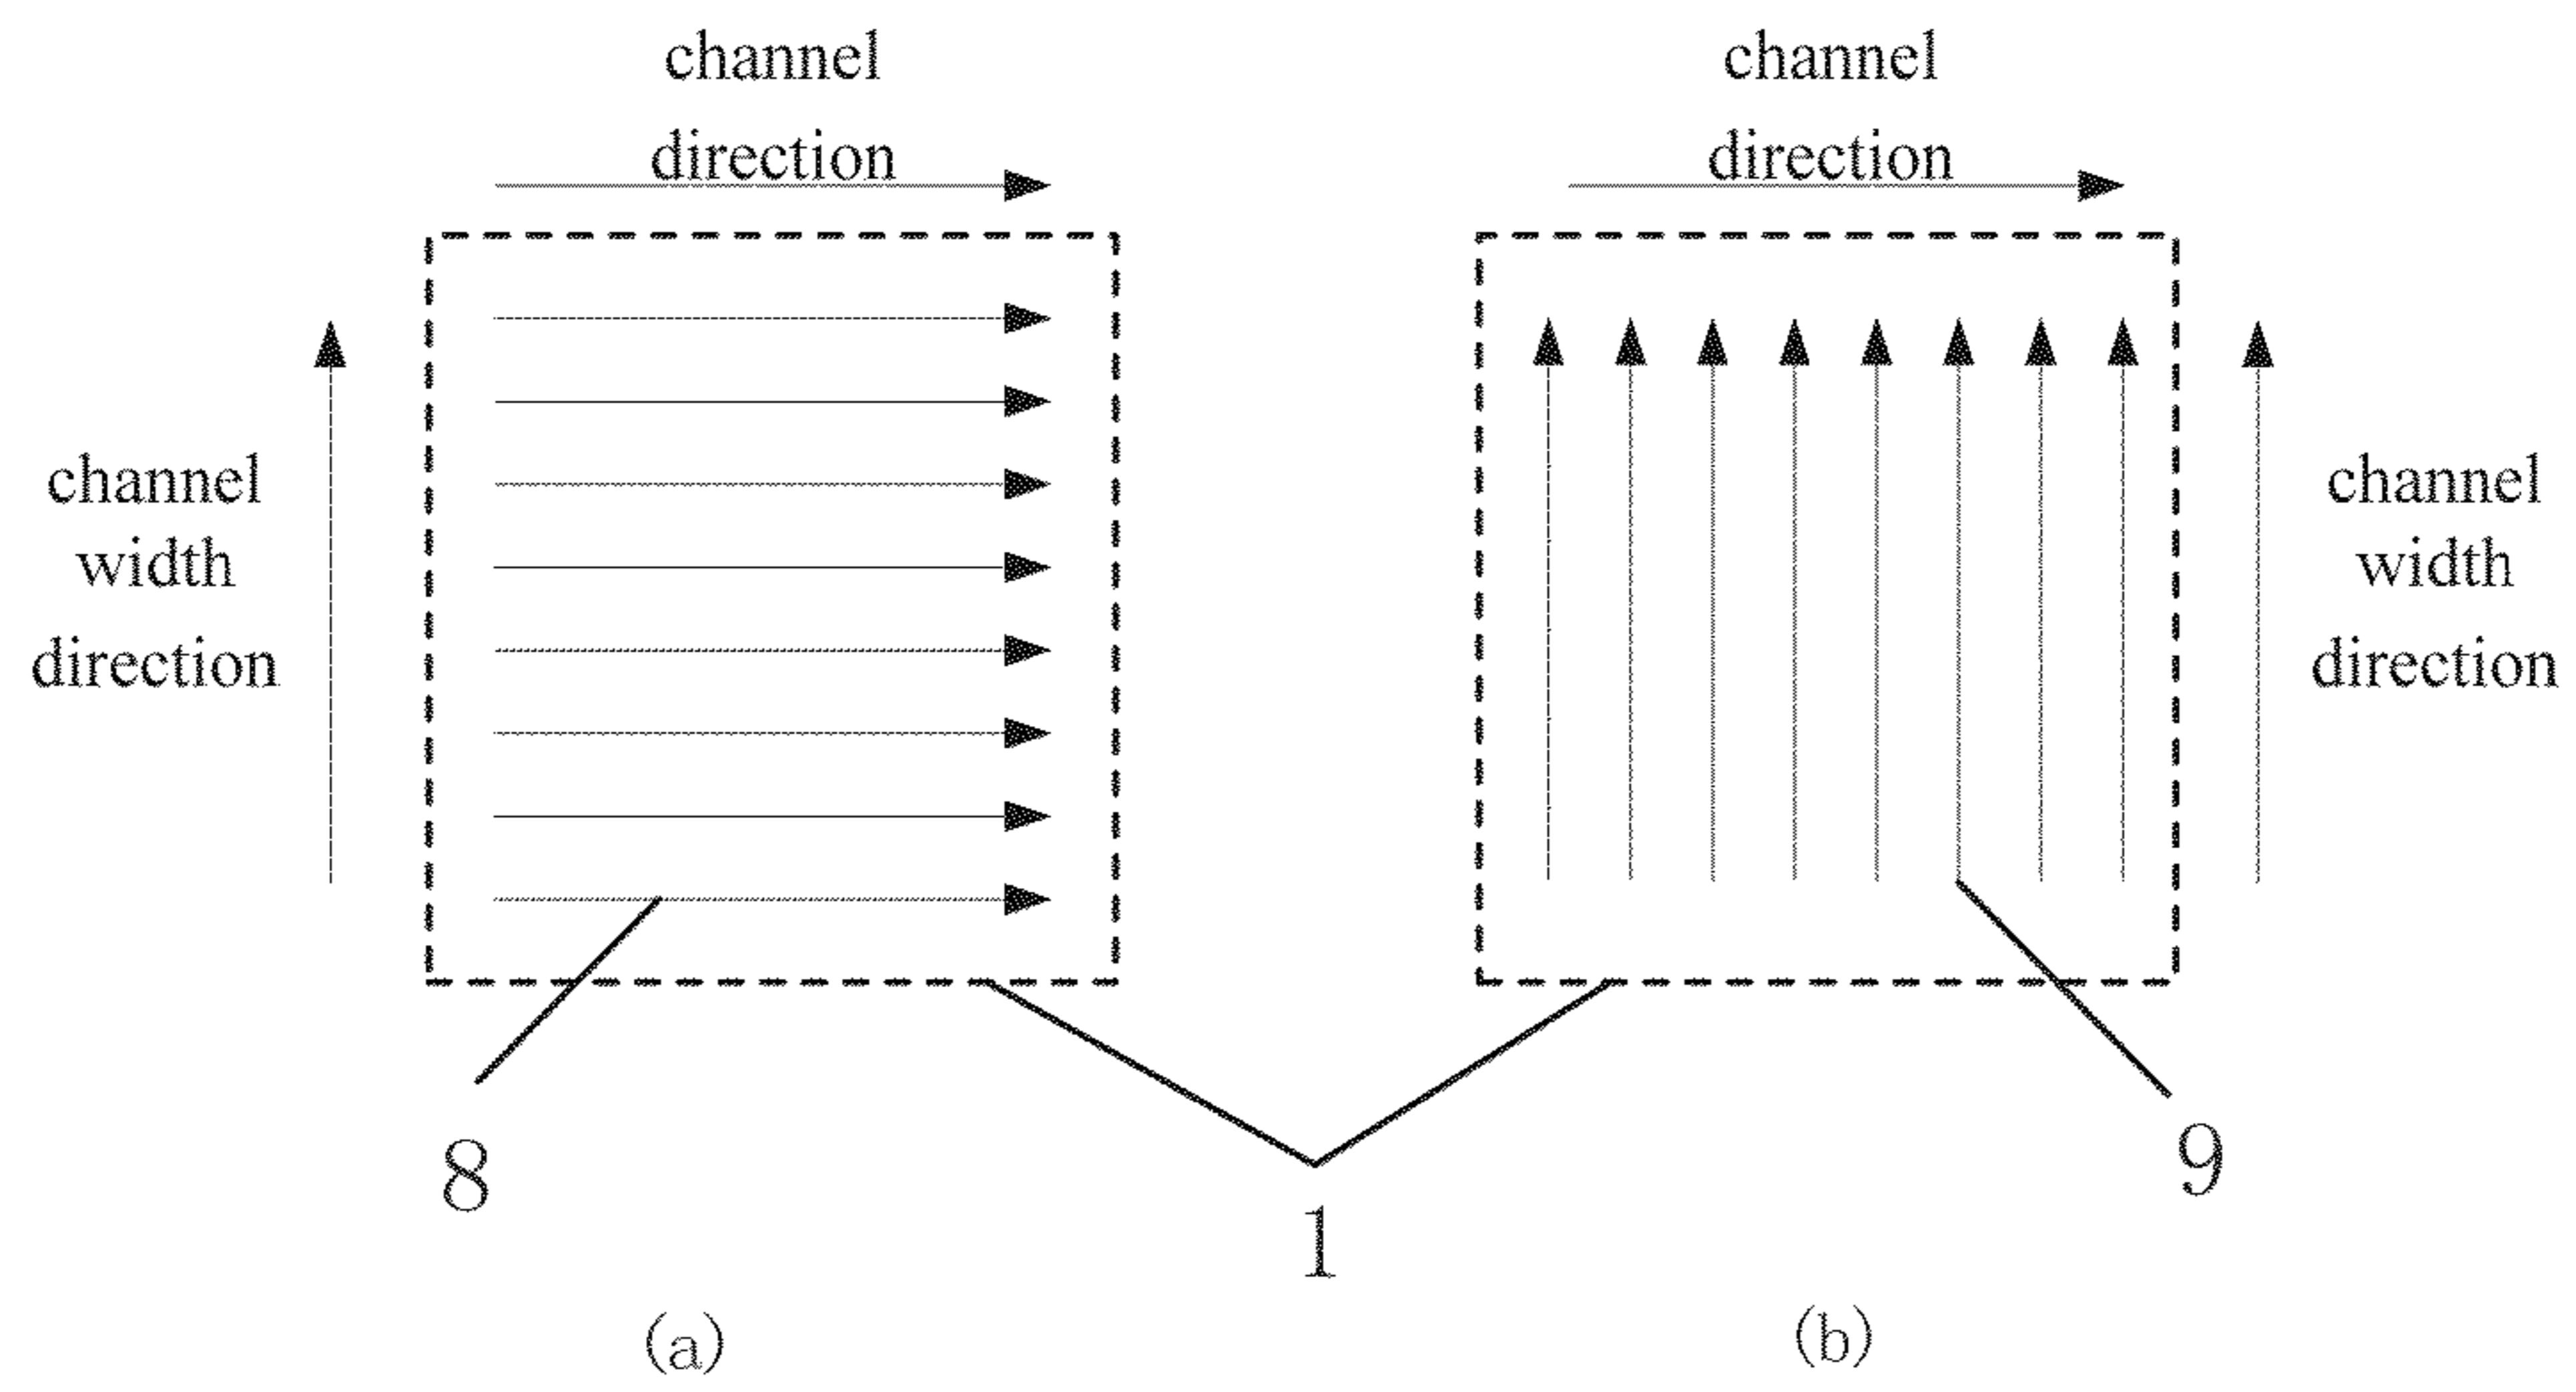 channel
direction
channel
direction
channel
width
direction
channel
width
direction
8
1
9
(a)
(b)